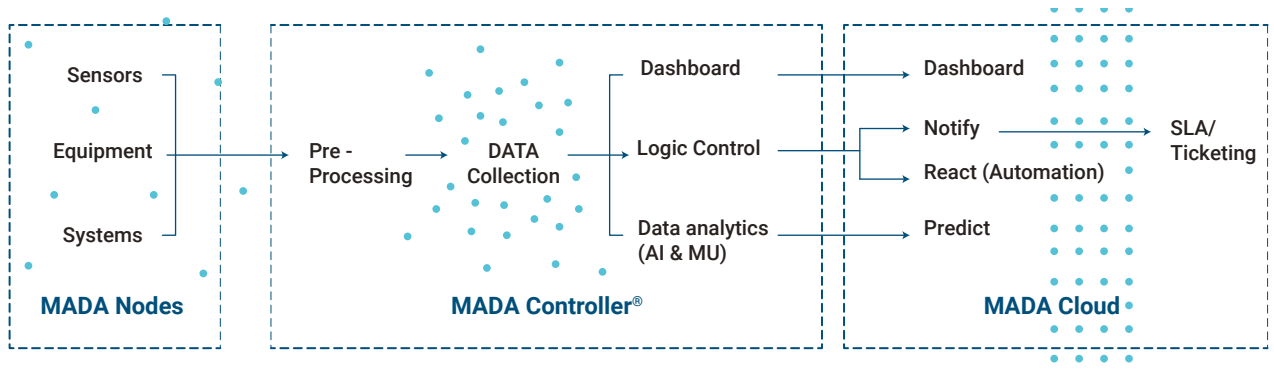 Sensors
Equipment
Systems
MADA Nodes
Pre -
Processing
DATA
Collection
Dashboard
Logic Control
Data analytics
(AI & MU)
MADA Controller®
Dashboard
Notify
React (Automation)
Predict
SLA/
Ticketing
MADA Cloud